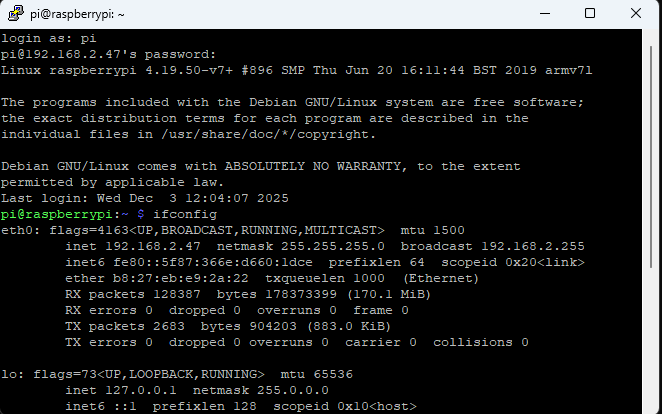 pi@raspberrypi: ~
login as: pi
pi@192.168.2.47's password:
Linux raspberrypi 4.19.50-v7+ #896 SMP Thu Jun 20 16:11:44 BST 2019 armv7l

The programs included with the Debian GNU/Linux system are free software;
the exact distribution terms for each program are described in the
individual files in /usr/share/doc/*/copyright.

Debian GNU/Linux comes with ABSOLUTELY NO WARRANTY, to the extent
permitted by applicable law.
Last login: Wed Dec  3 12:04:07 2025
pi@raspberrypi:~ $ ifconfig
eth0: flags=4163<UP,BROADCAST,RUNNING,MULTICAST>  mtu 1500
        inet 192.168.2.47  netmask 255.255.255.0  broadcast 192.168.2.255
        inet6 fe80::5f87:366e:d660:1dce  prefixlen 64  scopeid 0x20<link>
        ether b8:27:eb:e9:2a:22  txqueuelen 1000  (Ethernet)
        RX packets 128387  bytes 178373399 (170.1 MiB)
        RX errors 0  dropped 0  overruns 0  frame 0
        TX packets 2683  bytes 904203 (883.0 KiB)
        TX errors 0  dropped 0 overruns 0  carrier 0  collisions 0

lo: flags=73<UP,LOOPBACK,RUNNING>  mtu 65536
        inet 127.0.0.1  netmask 255.0.0.0
        inet6 ::1  prefixlen 128  scopeid 0x10<host>